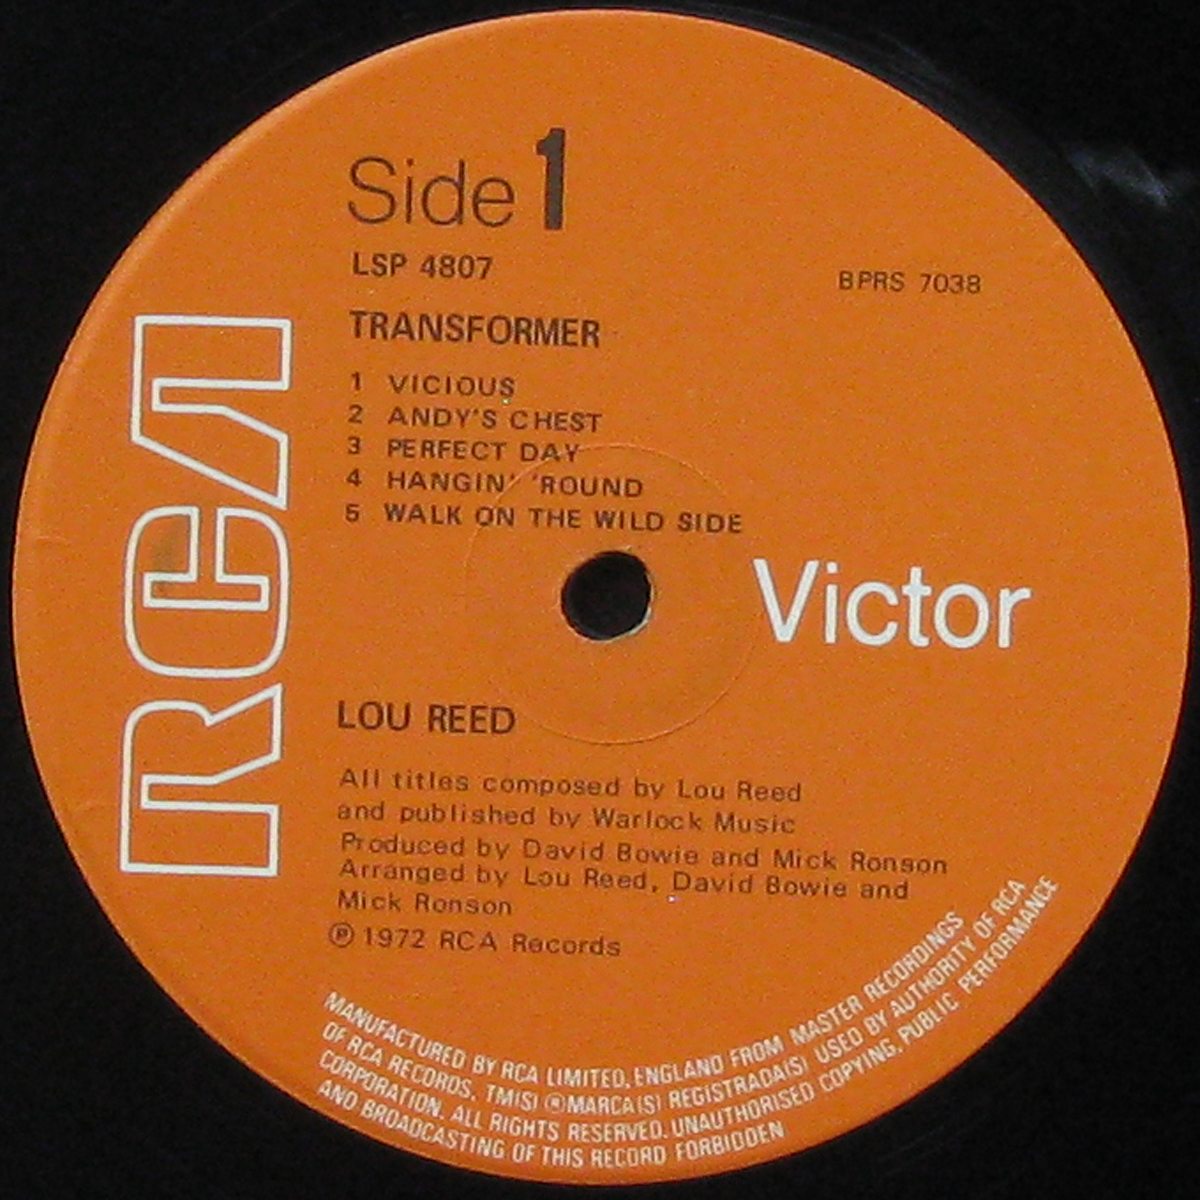 Side 1
LSP 4807
BPRS 7038
TRANSFORMER
1 VICIOUS
2 ANDY'S CHEST
3 PERFECT DAY
4 HANGIN' 'ROUND
5 WALK ON THE WILD SIDE
RCA
Victor
LOU REED
All titles composed by Lou Reed
and published by Warlock Music
Produced by David Bowie and Mick Ronson
Arranged by Lou Reed, David Bowie and
Mick Ronson
℗ 1972 RCA Records
MANUFACTURED BY RCA LIMITED, ENGLAND FROM MASTER RECORDINGS
OF RCA RECORDS, TM(S) ® MARCA(S) REGISTRADA(S) USED BY AUTHORITY OF RCA
CORPORATION. ALL RIGHTS RESERVED. UNAUTHORISED COPYING, PUBLIC PERFORMANCE
AND BROADCASTING OF THIS RECORD FORBIDDEN